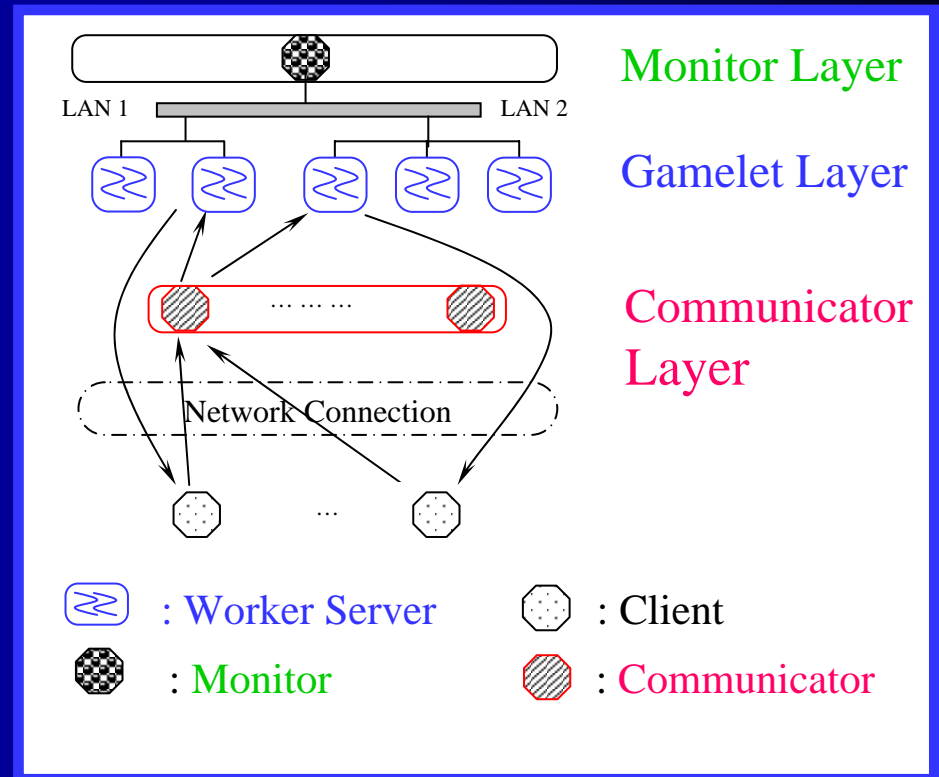 Monitor Layer
LAN 1
LAN 2
Gamelet Layer
... ... ...
Communicator
Layer
Network Connection
...
: Worker Server
: Client
: Monitor
: Communicator